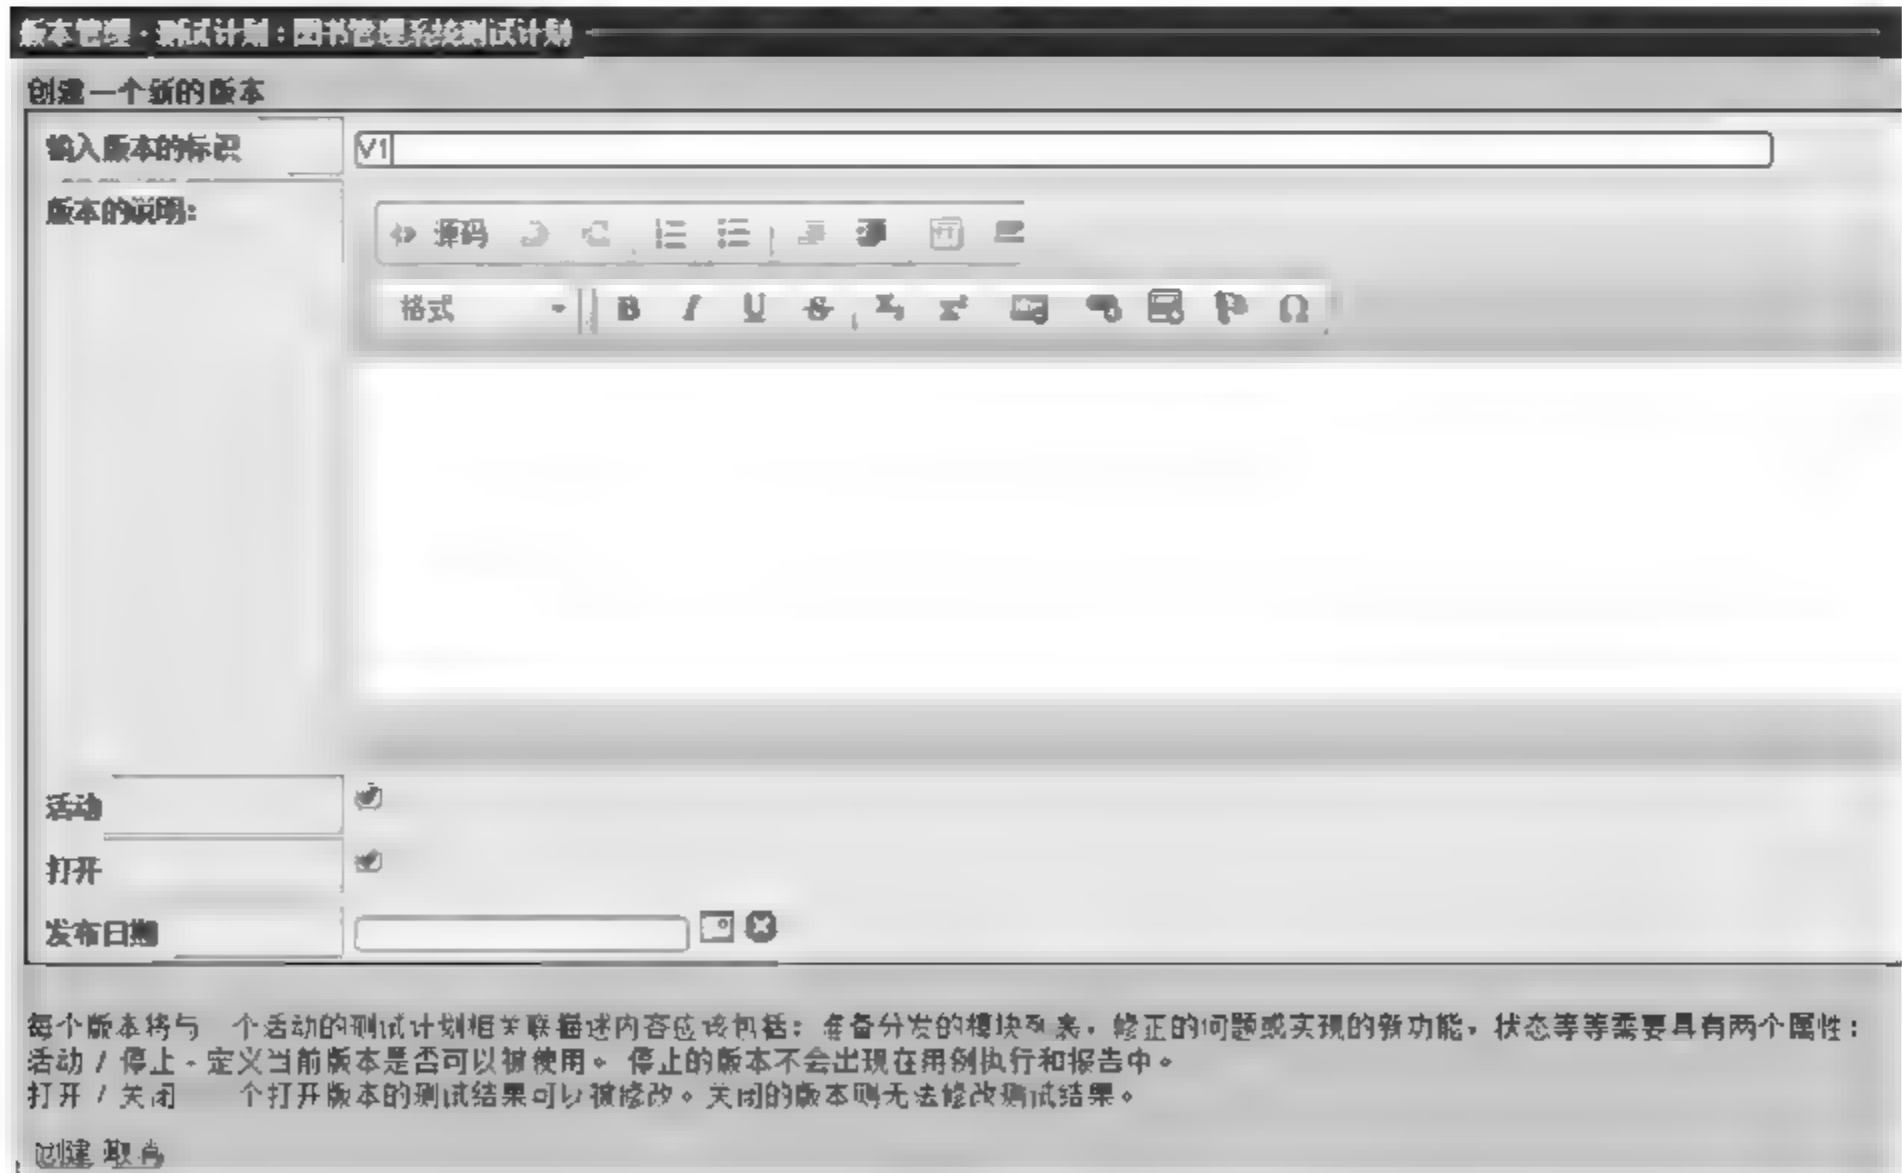 版本管理 - 测试计划：图书管理系统测试计划
创建一个新的版本
输入版本的标识
V1
版本的说明:
源码
格式
B I U S X₂ x² Ω
活动
打开
发布日期
每个版本将与 个活动的测试计划相关联描述内容应该包括：准备分发的模块列表，修正的问题或实现的新功能，状态等等需要具有两个属性：
活动 / 停止 - 定义当前版本是否可以被使用。 停止的版本不会出现在用例执行和报告中。
打开 / 关闭 个打开版本的测试结果可以被修改。关闭的版本则无法修改测试结果。
创建 取消